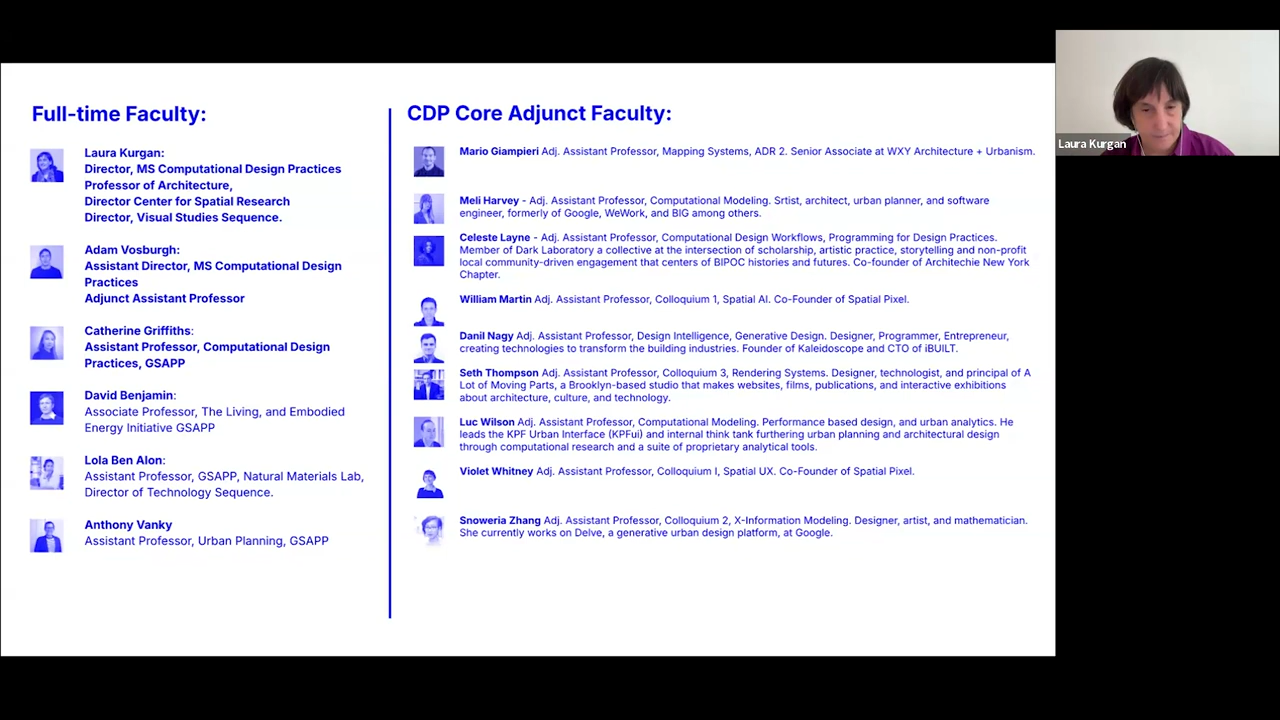 Full-time Faculty:
Laura Kurgan:
Director, MS Computational Design Practices
Professor of Architecture,
Director Center for Spatial Research
Director, Visual Studies Sequence.
Adam Vosburgh:
Assistant Director, MS Computational Design
Practices
Adjunct Assistant Professor
Catherine Griffiths:
Assistant Professor, Computational Design
Practices, GSAPP
David Benjamin:
Associate Professor, The Living, and Embodied
Energy Initiative GSAPP
Lola Ben Alon:
Assistant Professor, GSAPP, Natural Materials Lab,
Director of Technology Sequence.
Anthony Vanky
Assistant Professor, Urban Planning, GSAPP
CDP Core Adjunct Faculty:
Mario Giampieri Adj. Assistant Professor, Mapping Systems, ADR 2. Senior Associate at WXY Architecture + Urbanism.
Meli Harvey - Adj. Assistant Professor, Computational Modeling. Srtist, architect, urban planner, and software
engineer, formerly of Google, WeWork, and BIG among others.
Celeste Layne - Adj. Assistant Professor, Computational Design Workflows, Programming for Design Practices.
Member of Dark Laboratory a collective at the intersection of scholarship, artistic practice, storytelling and non-profit
local community-driven engagement that centers of BIPOC histories and futures. Co-founder of Architechie New York
Chapter.
William Martin Adj. Assistant Professor, Colloquium 1, Spatial AI. Co-Founder of Spatial Pixel.
Danil Nagy Adj. Assistant Professor, Design Intelligence, Generative Design. Designer, Programmer, Entrepreneur,
creating technologies to transform the building industries. Founder of Kaleidoscope and CTO of iBUILT.
Seth Thompson Adj. Assistant Professor, Colloquium 3, Rendering Systems. Designer, technologist, and principal of A
Lot of Moving Parts, a Brooklyn-based studio that makes websites, films, publications, and interactive exhibitions
about architecture, culture, and technology.
Luc Wilson Adj. Assistant Professor, Computational Modeling. Performance based design, and urban analytics. He
leads the KPF Urban Interface (KPFui) and internal think tank furthering urban planning and architectural design
through computational research and a suite of proprietary analytical tools.
Violet Whitney Adj. Assistant Professor, Colloquium I, Spatial UX. Co-Founder of Spatial Pixel.
Snoweria Zhang Adj. Assistant Professor, Colloquium 2, X-Information Modeling. Designer, artist, and mathematician.
She currently works on Delve, a generative urban design platform, at Google.
Laura Kurgan